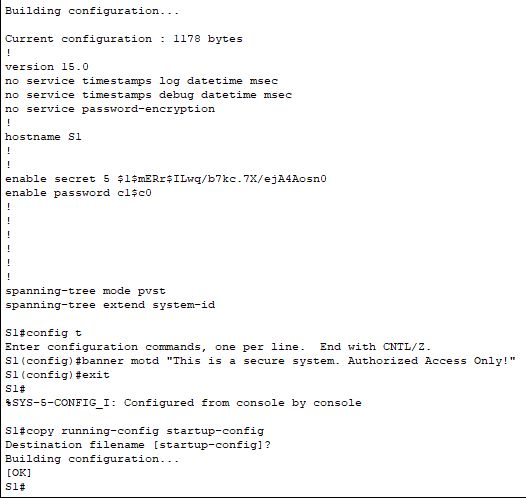 Building configuration...
Current configuration : 1178 bytes
!
version 15.0
no service timestamps log datetime msec
no service timestamps debug datetime msec
no service password-encryption
!
hostname S1
!
!
enable secret 5 $1$mERr$ILwq/b7kc.7X/ejA4Aosn0
enable password c1$c0
!
!
!
!
!
!
spanning-tree mode pvst
spanning-tree extend system-id
S1#config t
Enter configuration commands, one per line.  End with CNTL/Z.
S1(config)#banner motd "This is a secure system. Authorized Access Only!"
S1(config)#exit
S1#
%SYS-5-CONFIG_I: Configured from console by console
S1#copy running-config startup-config
Destination filename [startup-config]?
Building configuration...
[OK]
S1#